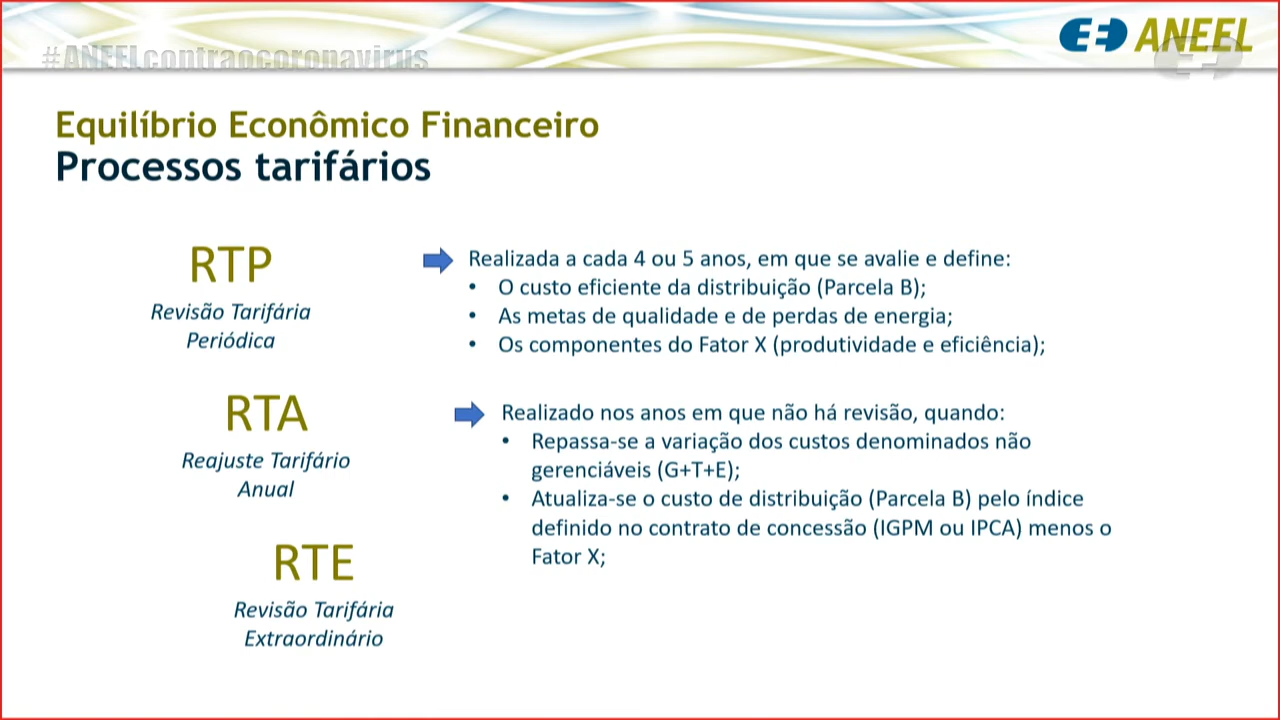 #ANEELcontraocoronavirus
ANEEL
Equilíbrio Econômico Financeiro
Processos tarifários
RTP
Revisão Tarifária
Periódica
Realizada a cada 4 ou 5 anos, em que se avalie e define:
• O custo eficiente da distribuição (Parcela B);
• As metas de qualidade e de perdas de energia;
• Os componentes do Fator X (produtividade e eficiência);
RTA
Reajuste Tarifário
Anual
Realizado nos anos em que não há revisão, quando:
• Repassa-se a variação dos custos denominados não
gerenciáveis (G+T+E);
• Atualiza-se o custo de distribuição (Parcela B) pelo índice
definido no contrato de concessão (IGPM ou IPCA) menos o
Fator X;
RTE
Revisão Tarifária
Extraordinário